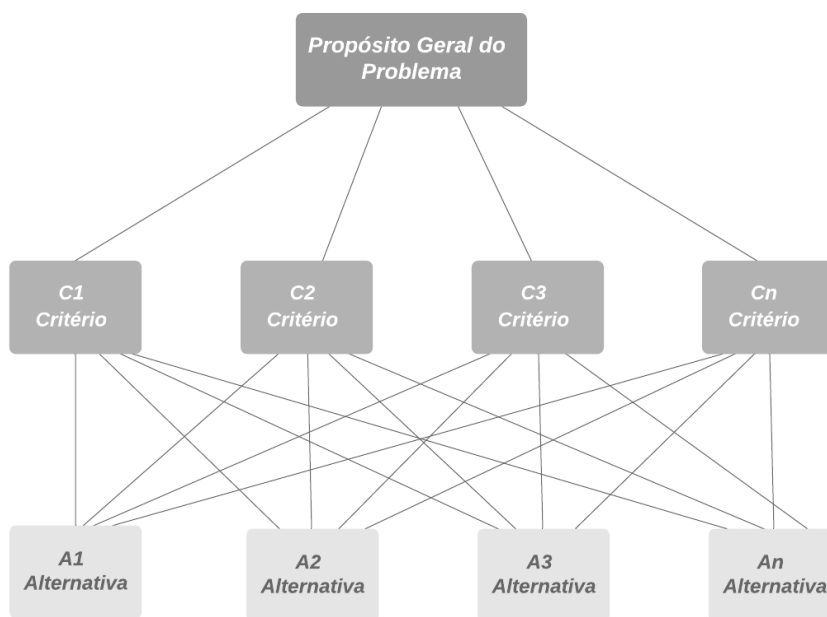 Propósito Geral do
Problema
C1
Critério
C2
Critério
C3
Critério
Cn
Critério
A1
Alternativa
A2
Alternativa
A3
Alternativa
An
Alternativa